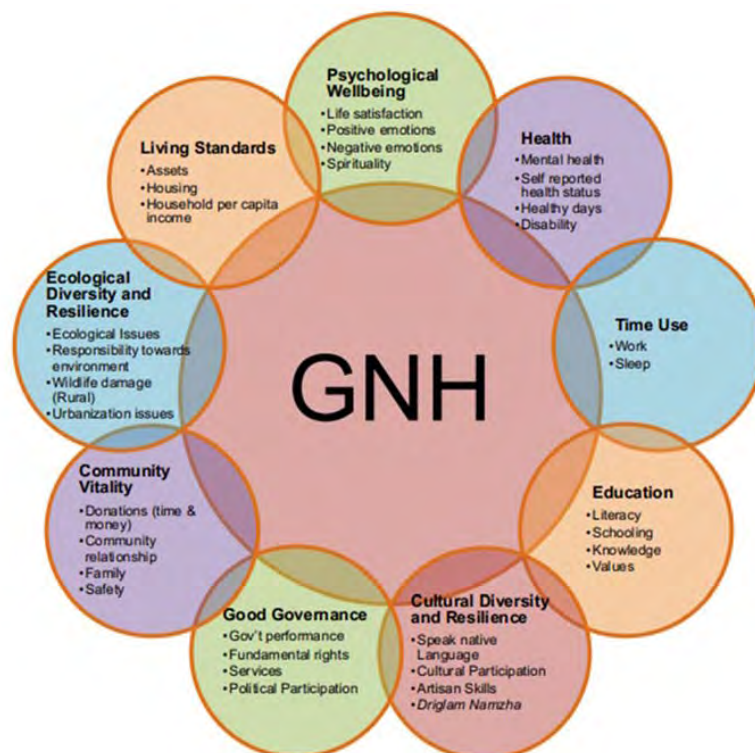 Psychological
Wellbeing
•Life satisfaction
•Positive emotions
•Negative emotions
•Spirituality
Health
•Mental health
•Self reported
health status
•Healthy days
•Disability
Time Use
•Work
•Sleep
Education
•Literacy
•Schooling
•Knowledge
•Values
Cultural Diversity
and Resilience
•Speak native
Language
•Cultural Participation
•Artisan Skills
•Driglam Namzha
Good Governance
•Gov't performance
•Fundamental rights
•Services
•Political Participation
Community
Vitality
•Donations (time &
money)
•Community
relationship
•Family
•Safety
Ecological
Diversity and
Resilience
•Ecological Issues
•Responsibility towards
environment
•Wildlife damage
(Rural)
•Urbanization issues
Living Standards
•Assets
•Housing
•Household per capita
income
GNH